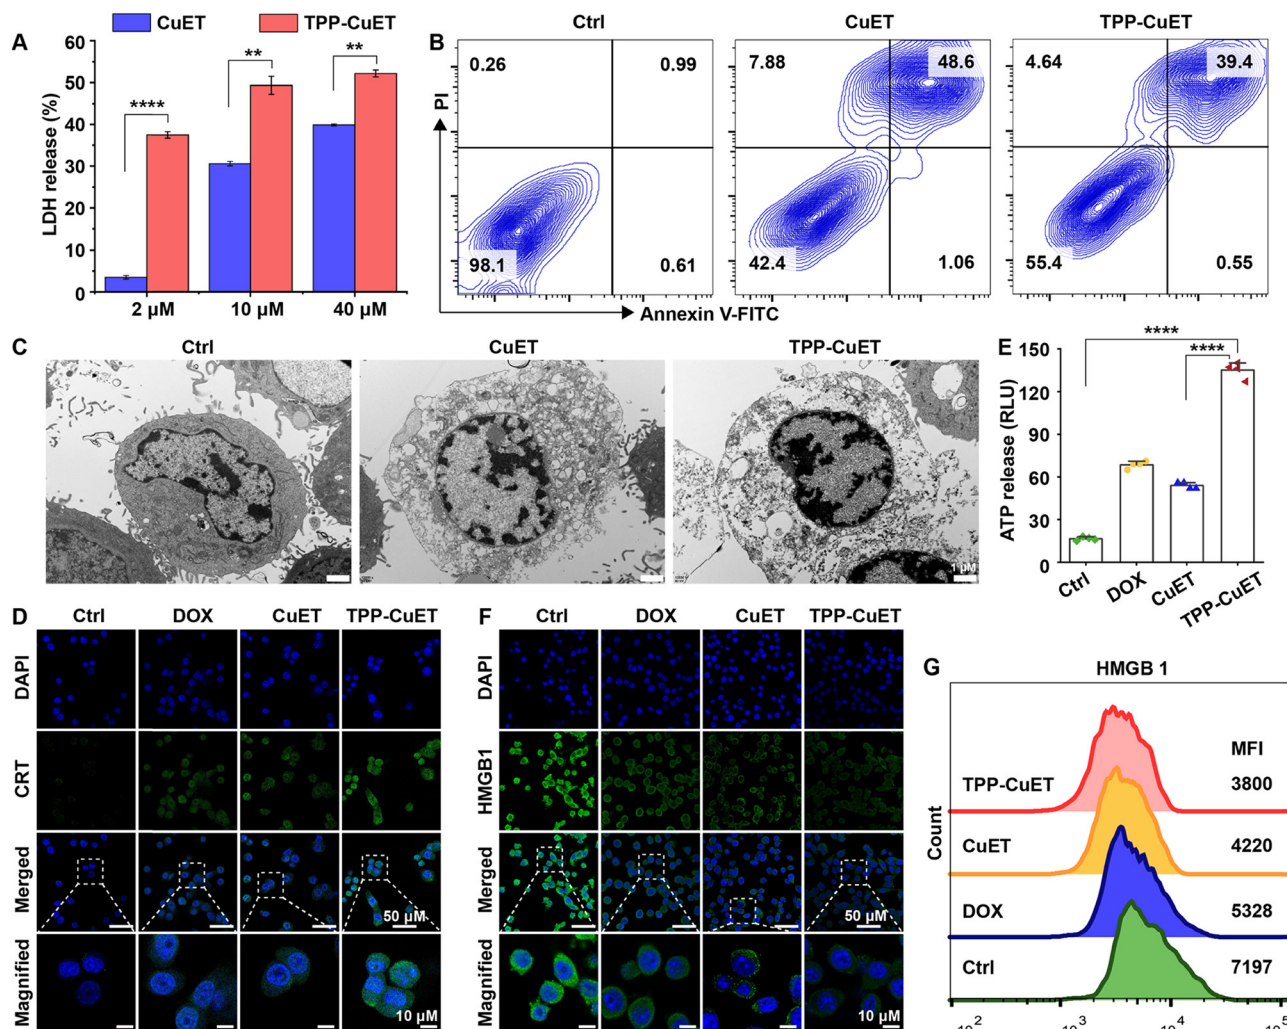 CuET TPP-CuET
A
LDH release (%)
60
50
40
30
20
10
0
**** ** **
2 μM 10 μM 40 μM
B
Ctrl CuET TPP-CuET
PI
0.26 0.99
98.1 0.61
7.88 48.6
42.4 1.06
4.64 39.4
55.4 0.55
Annexin V-FITC
C
Ctrl CuET TPP-CuET
1 μM
E
ATP release (RLU)
150
120
90
60
30
0
****
****
Ctrl DOX CuET TPP-CuET
D
Ctrl DOX CuET TPP-CuET
DAPI
CRT
Merged
50 μM
Magnified
10 μM
F
Ctrl DOX CuET TPP-CuET
DAPI
HMGB1
Merged
50 μM
Magnified
10 μM
G
HMGB 1
Count
MFI
TPP-CuET 3800
CuET 4220
DOX 5328
Ctrl 7197
10² 10³ 10⁴ 10⁵